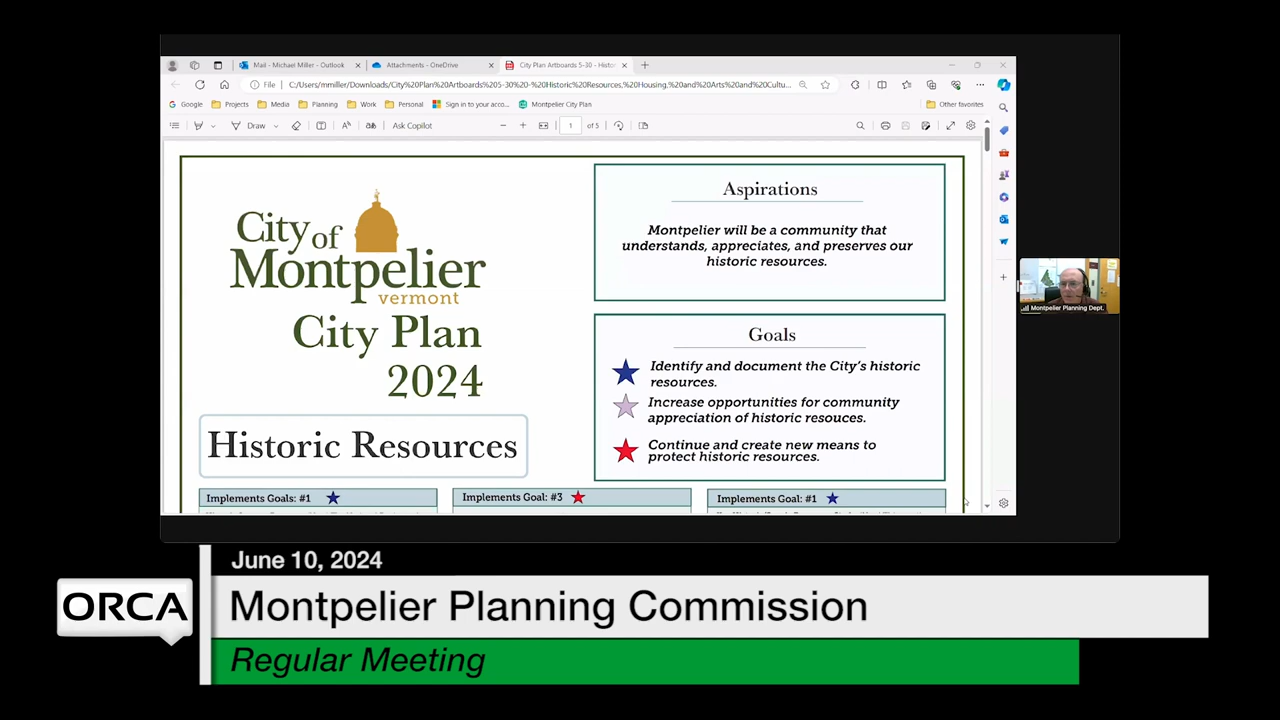 Mail - Michael Miller - Outlook
Attachments - OneDrive
City Plan Artboards 5-30 - Histor
File
C:/Users/mmiller/Downloads/City%20Plan%20Artboards%205-30%20-%20Historic%20Resources,%20Housing,%20and%20Arts%20and%20Cultu...
Google
Projects
Media
Planning
Work
Personal
Sign in to your acco...
Montpelier City Plan
Other favorites
Draw
Ask Copilot
1
of 5
City of
Montpelier
vermont
City Plan
2024
Historic Resources
Aspirations
Montpelier will be a community that
understands, appreciates, and preserves our
historic resources.
Goals
Identify and document the City's historic
resources.
Increase opportunities for community
appreciation of historic resouces.
Continue and create new means to
protect historic resources.
Implements Goals: #1
Implements Goal: #3
Implements Goal: #1
Montpelier Planning Dept.
June 10, 2024
ORCA
Montpelier Planning Commission
Regular Meeting